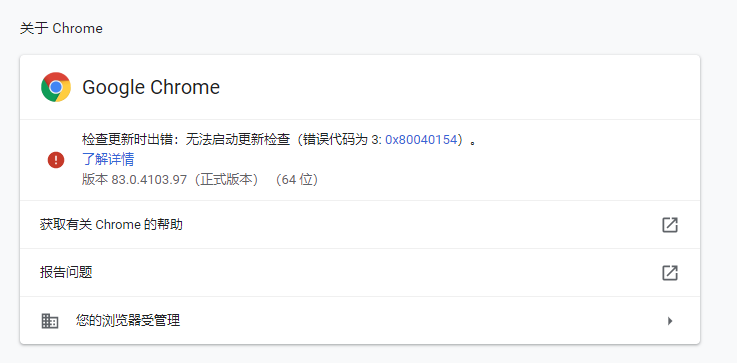 关于 Chrome
Google Chrome
检查更新时出错：无法启动更新检查（错误代码为 3: 0x80040154）。
了解详情
版本 83.0.4103.97（正式版本） （64 位）
获取有关 Chrome 的帮助
报告问题
您的浏览器受管理